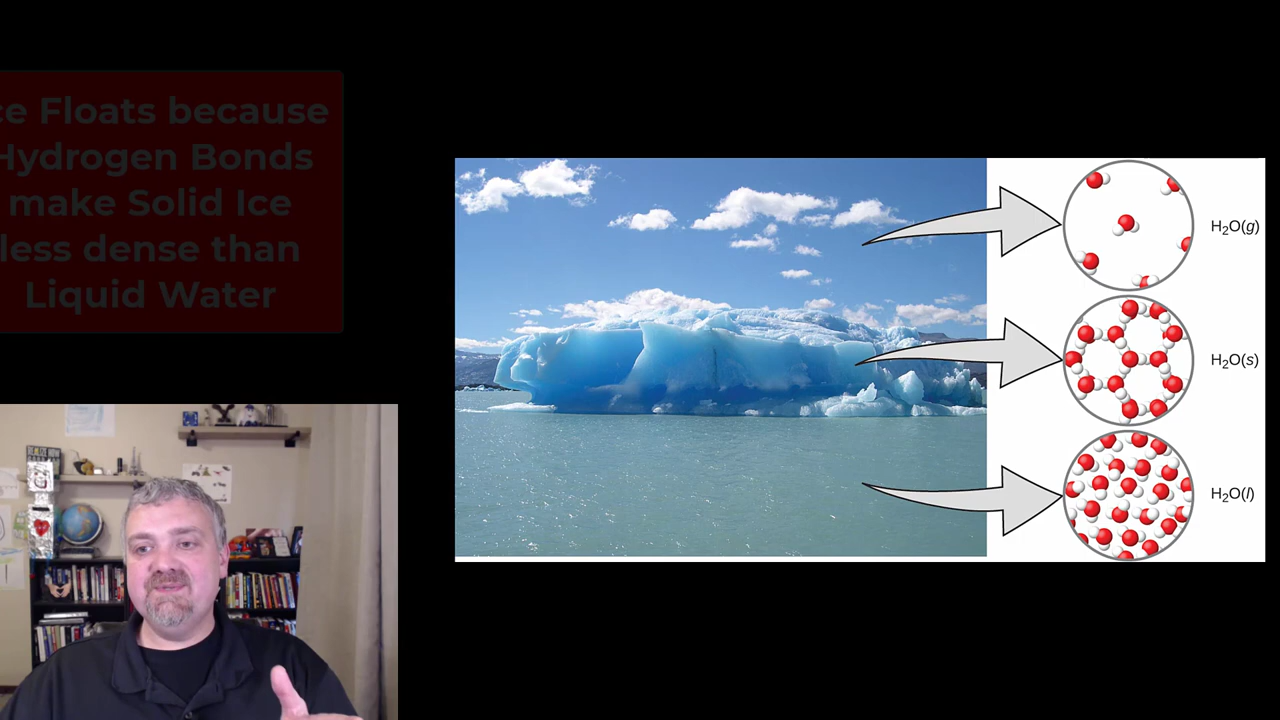 ce Floats because
Hydrogen Bonds
make Solid Ice
less dense than
Liquid Water
H₂O(g)
H₂O(s)
H₂O(l)